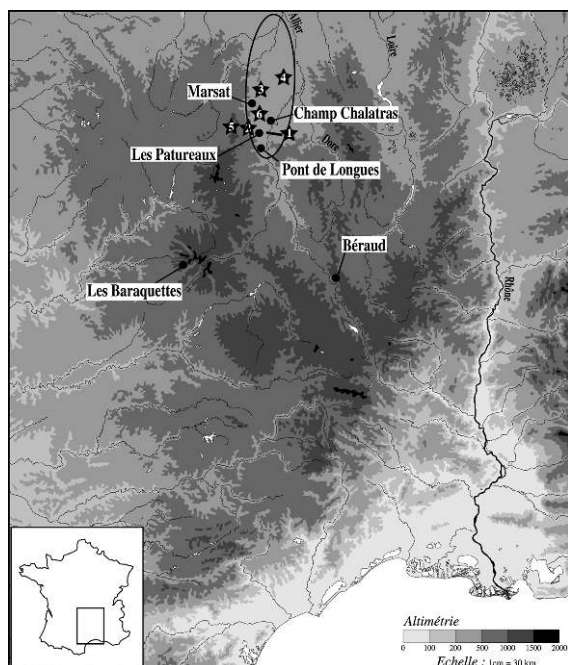 Allier
Loire
4
3
Marsat
6
Champ Chalatras
5
1
Dore
Les Patureaux
Pont de Longues
Béraud
Les Baraquettes
Rhône
Altimétrie
0 100 200 500 1000 1500 2000
Echelle : 1cm = 30 km